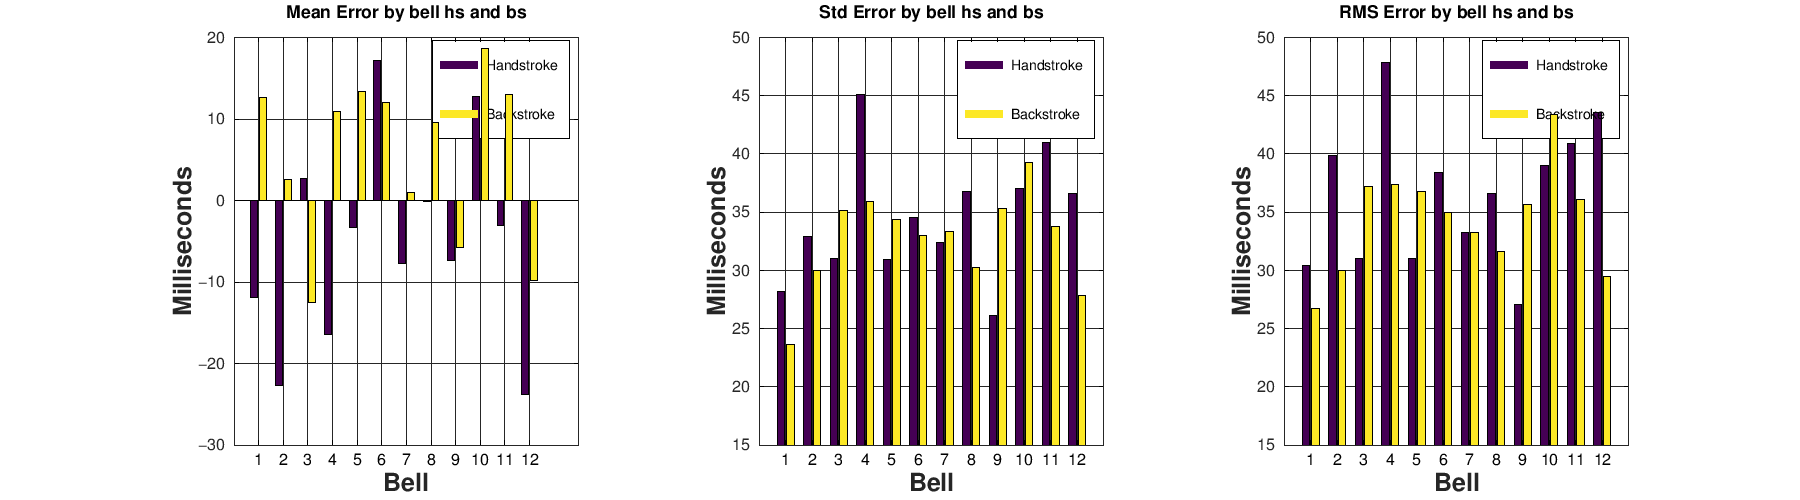 Mean Error by bell hs and bs
20
10
0
−10
−20
−30
Milliseconds
Handstroke
Backstroke
1 2 3 4 5 6 7 8 9 10 11 12
Bell
Std Error by bell hs and bs
50
45
40
35
30
25
20
15
Milliseconds
Handstroke
Backstroke
1 2 3 4 5 6 7 8 9 10 11 12
Bell
RMS Error by bell hs and bs
50
45
40
35
30
25
20
15
Milliseconds
Handstroke
Backstroke
1 2 3 4 5 6 7 8 9 10 11 12
Bell